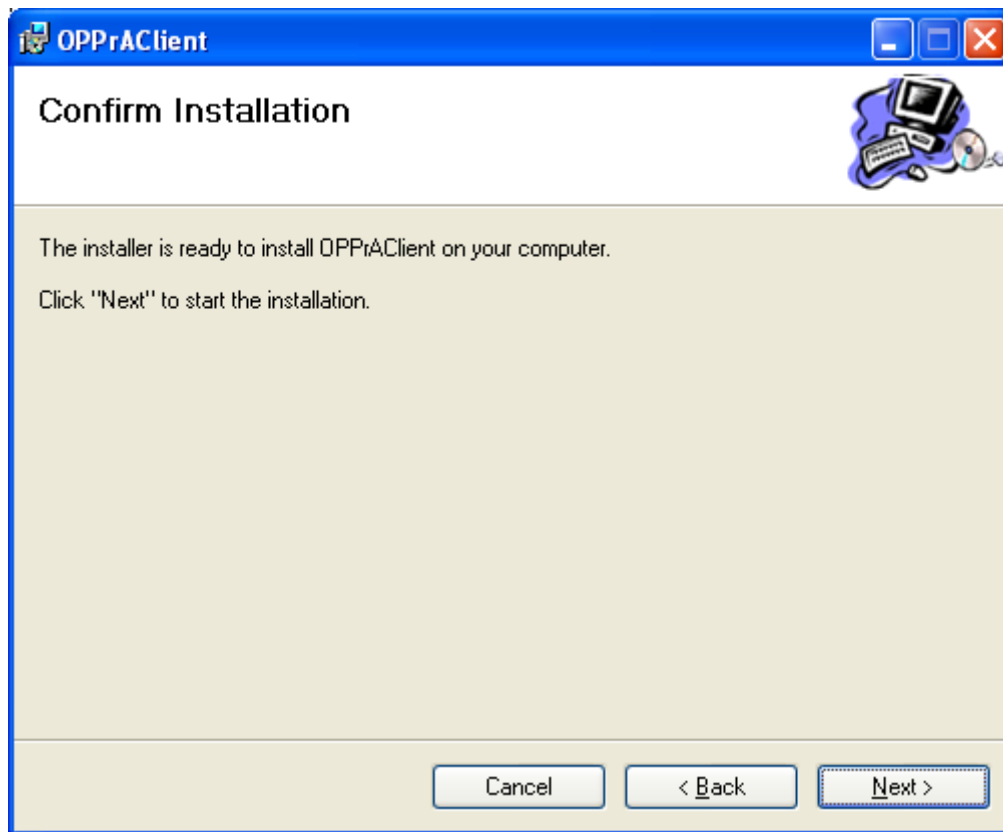 OPPrAClient
Confirm Installation
The installer is ready to install OPPrAClient on your computer.
Click "Next" to start the installation.
Cancel
< Back
Next >